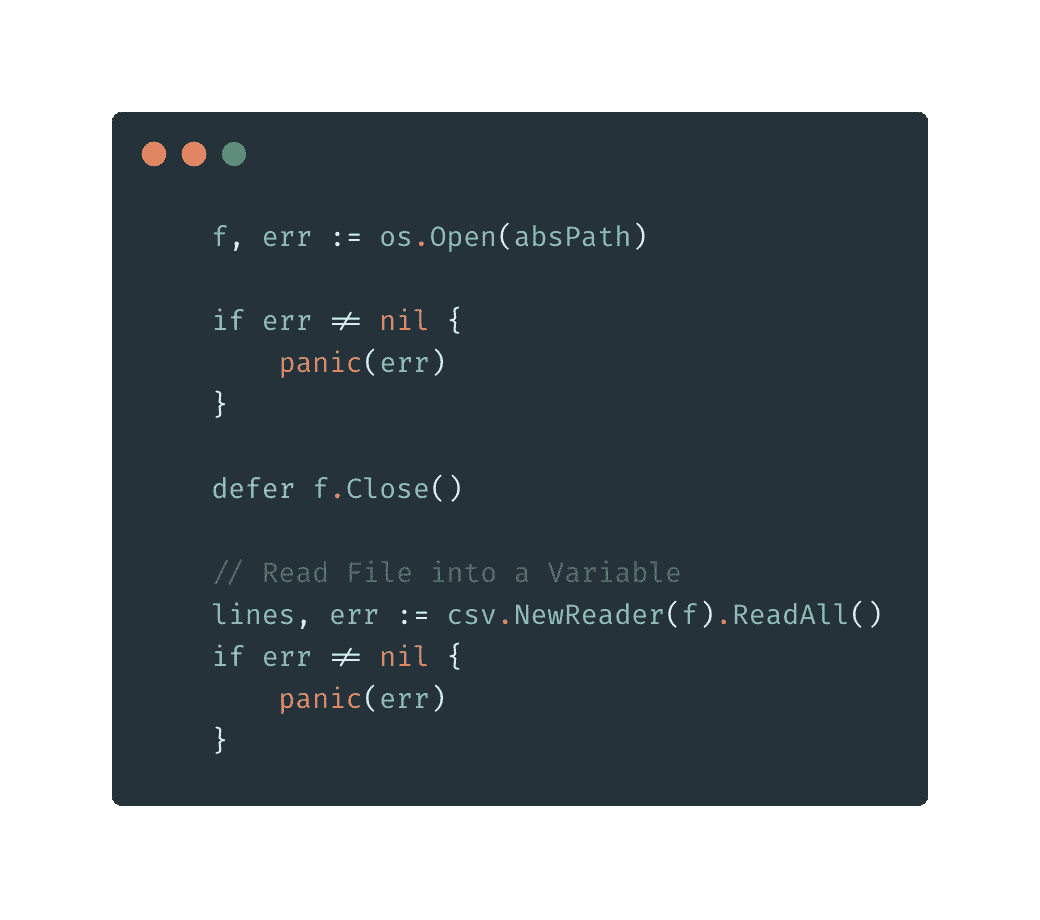 f, err := os.Open(absPath)
if err != nil {
panic(err)
}
defer f.Close()
// Read File into a Variable
lines, err := csv.NewReader(f).ReadAll()
if err != nil {
panic(err)
}